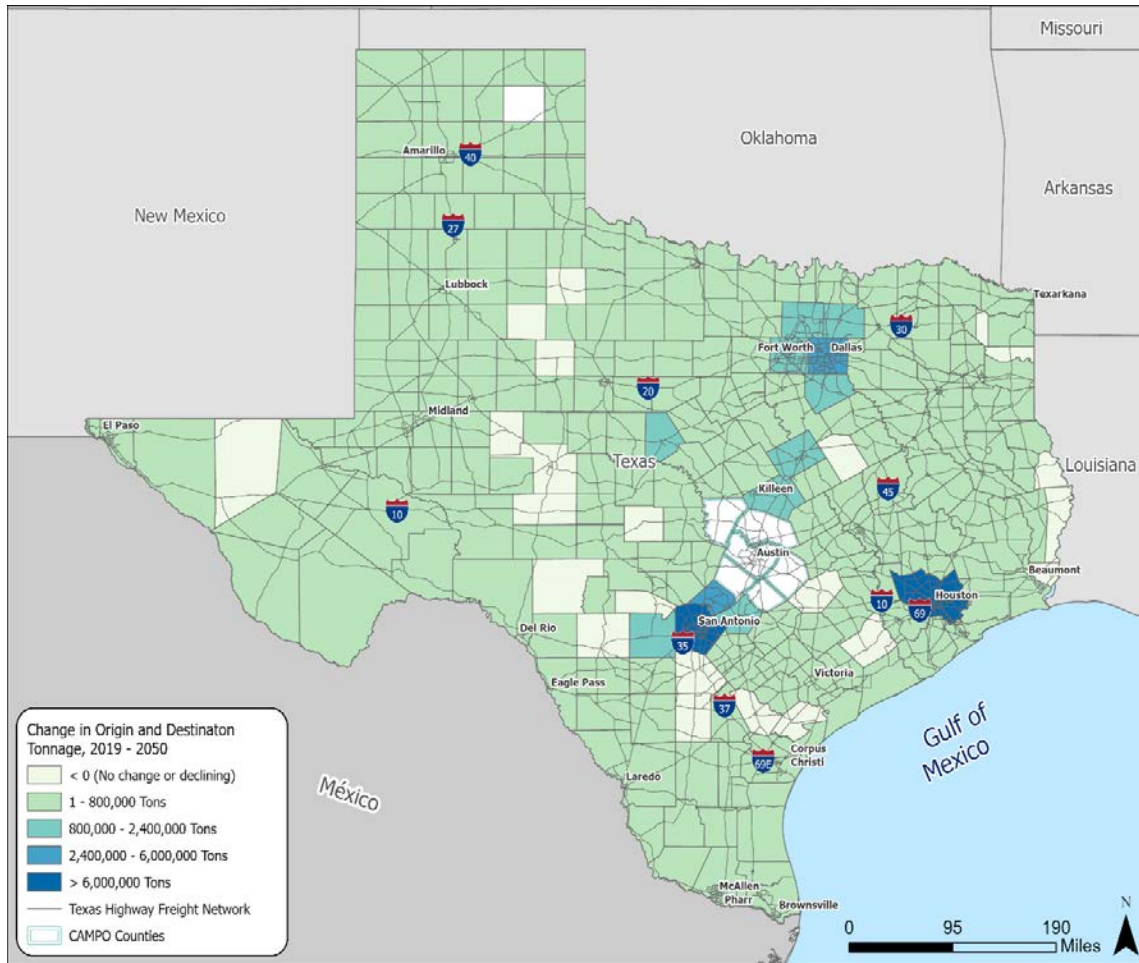 Missouri
Oklahoma
Arkansas
New Mexico
Amarillo
40
27
Lubbock
Texarkana
30
Fort Worth
Dallas
20
Midland
El Paso
Texas
Louisiana
Killeen
45
10
Austin
Beaumont
10
Houston
69
San Antonio
Del Rio
35
Victoria
Eagle Pass
37
Gulf of
Mexico
Corpus
Christi
69E
Laredo
México
McAllen
Pharr
Brownsville
Change in Origin and Destinaton
Tonnage, 2019 - 2050
< 0 (No change or declining)
1 - 800,000 Tons
800,000 - 2,400,000 Tons
2,400,000 - 6,000,000 Tons
> 6,000,000 Tons
Texas Highway Freight Network
CAMPO Counties
N
0 95 190
Miles